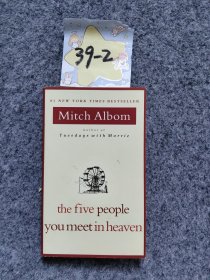 39-2
#1 NEW YORK TIMES BESTSELLER
Mitch Albom
author of
Tuesdays with Morrie
the five people
you meet in heaven